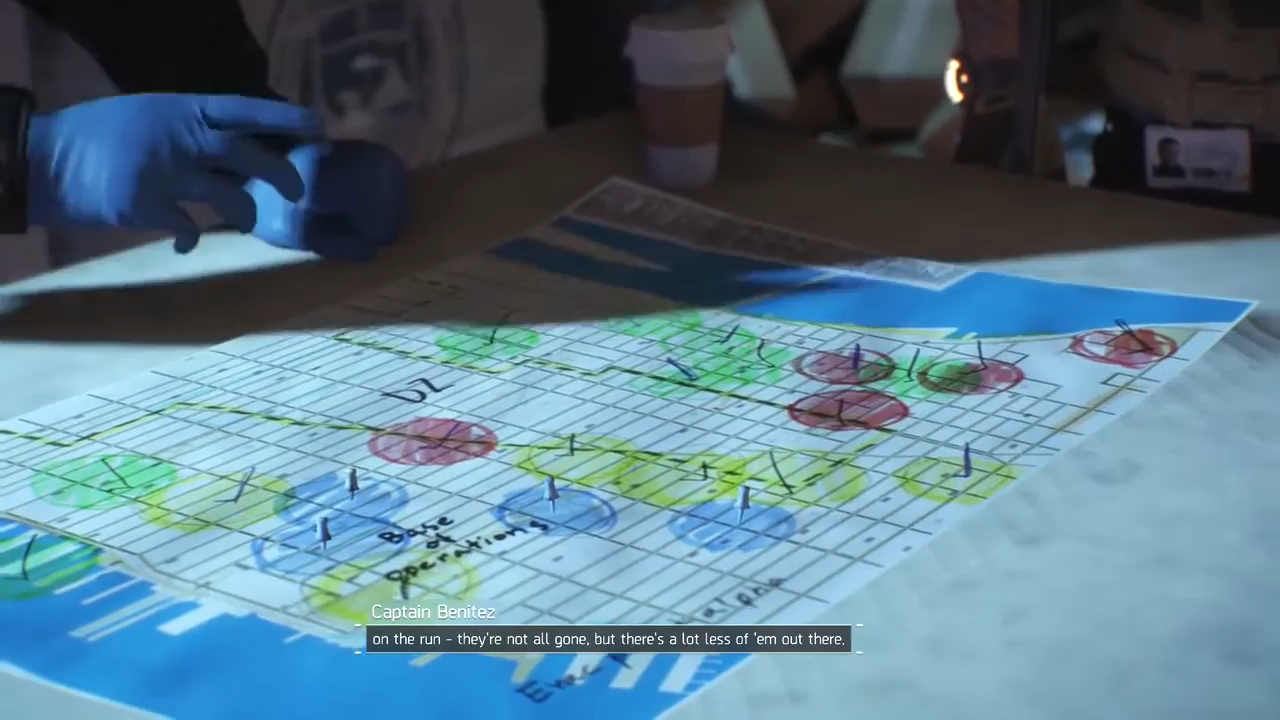 DZ
Base
of
operations
Captain Benitez
on the run – they're not all gone, but there's a lot less of 'em out there.